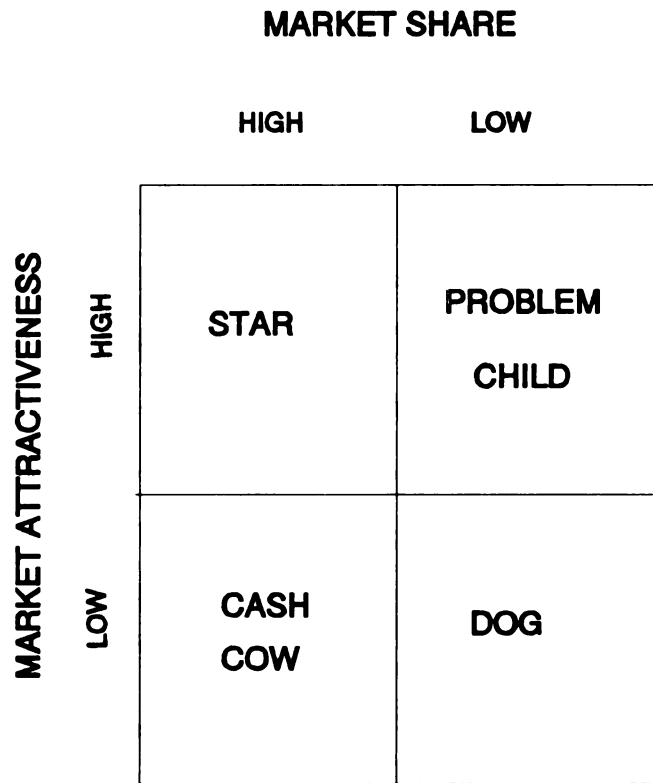 MARKET SHARE
HIGH LOW
MARKET ATTRACTIVENESS
HIGH
STAR
PROBLEM
CHILD
LOW
CASH
COW
DOG